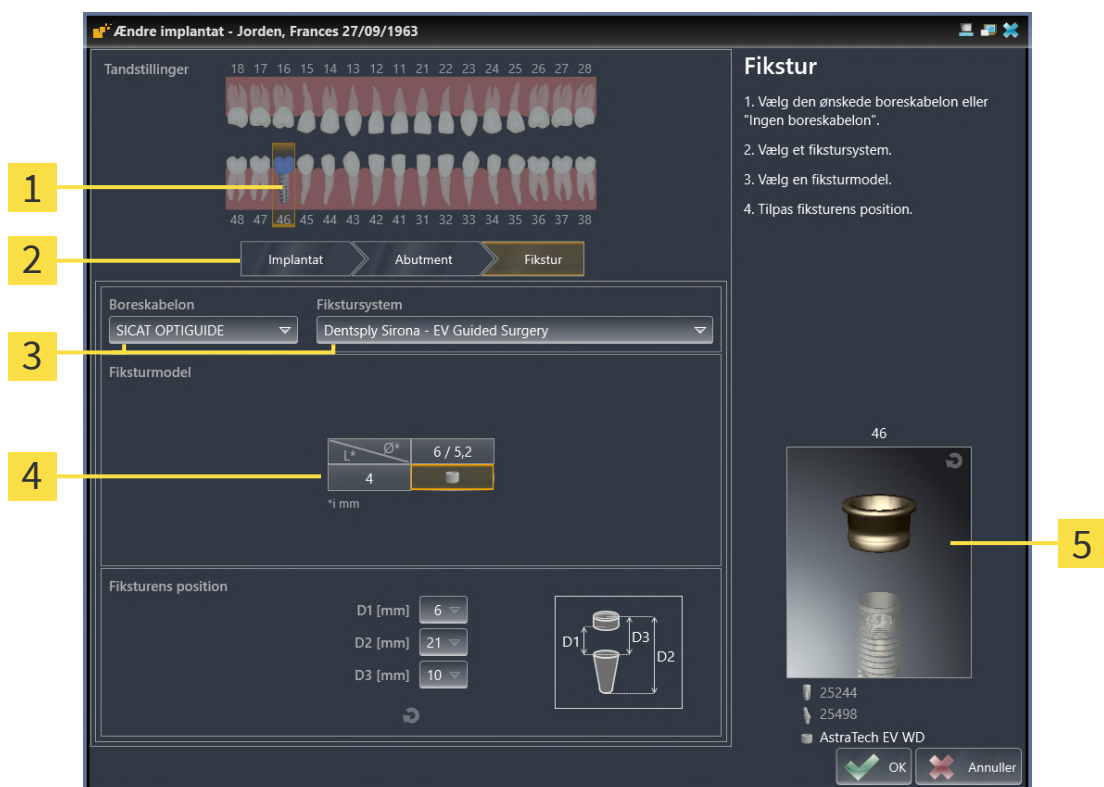 Ændre implantat - Jorden, Frances 27/09/1963
Tandstillinger
18 17 16 15 14 13 12 11 21 22 23 24 25 26 27 28
48 47 46 45 44 43 42 41 31 32 33 34 35 36 37 38
1
2
Implantat
Abutment
Fikstur
Boreskabelon
Fikstursystem
SICAT OPTIGUIDE
Dentsply Sirona - EV Guided Surgery
3
Fiksturmodel
L* Ø*
6 / 5,2
4
4
*i mm
Fiksturens position
D1 [mm] 6
D2 [mm] 21
D3 [mm] 10
D1
D3
D2
Fikstur
1. Vælg den ønskede boreskabelon eller
"Ingen boreskabelon".
2. Vælg et fikstursystem.
3. Vælg en fiksturmodel.
4. Tilpas fiksturens position.
46
5
25244
25498
AstraTech EV WD
OK
Annuller